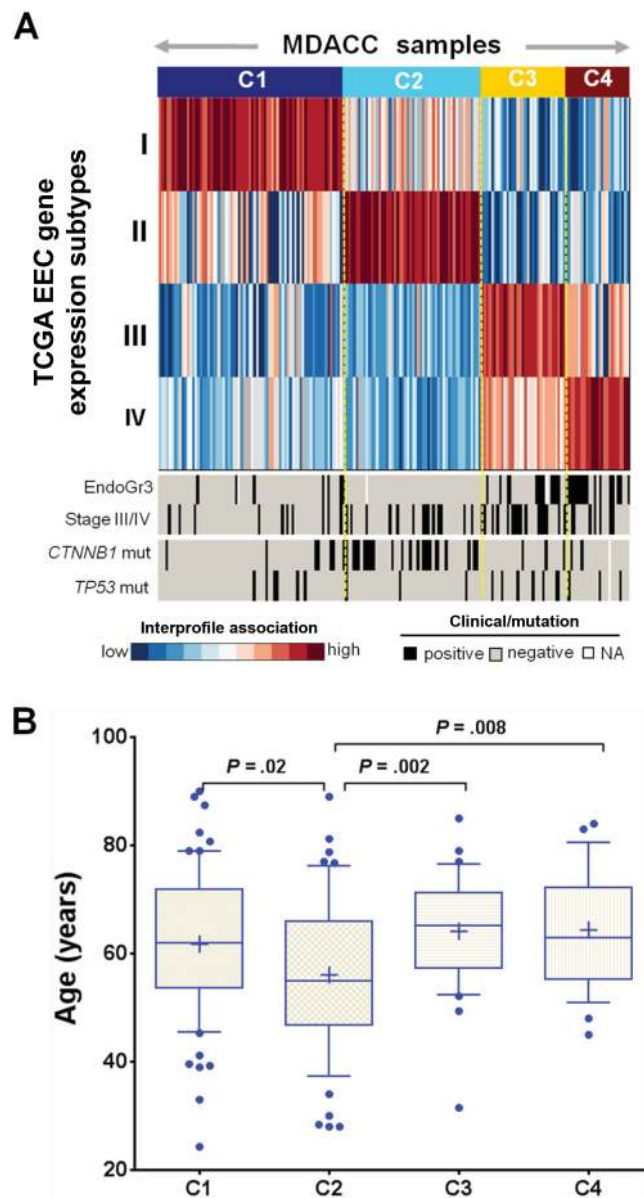 A
MDACC samples
C1 C2 C3 C4
TCGA EEC gene
expression subtypes
I
II
III
IV
EndoGr3
Stage III/IV
CTNNB1 mut
TP53 mut
Interprofile association
low high
Clinical/mutation
positive negative NA
B
Age (years)
100
80
60
40
20
P = .02
P = .002
P = .008
C1 C2 C3 C4